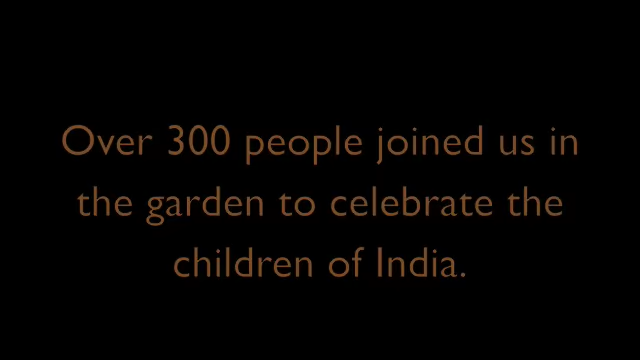 Over 300 people joined us in
the garden to celebrate the
children of India.